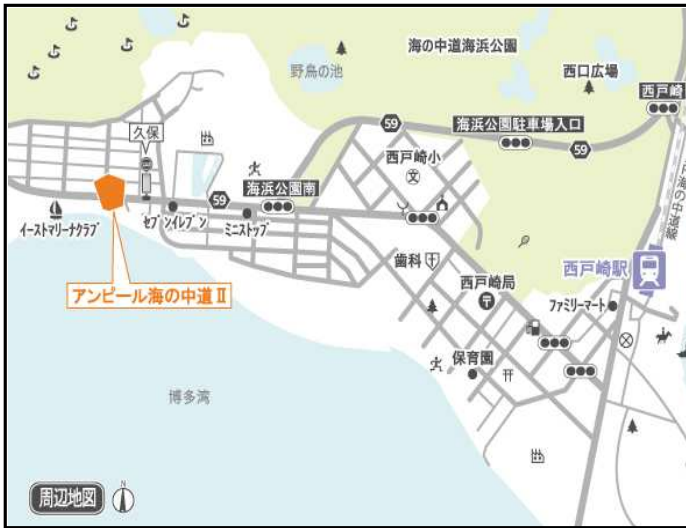 海の中道海浜公園
野鳥の池
西口広場
西戸崎
久保
59
海浜公園駐車場入口
59
西戸崎小
文
59
海浜公園南
セブンイレブン
ミニストップ
イーストマリーナクラブ
アンピール海の中道Ⅱ
歯科
西戸崎局
西戸崎駅
ファミリーマート
保育園
博多湾
周辺地図
N